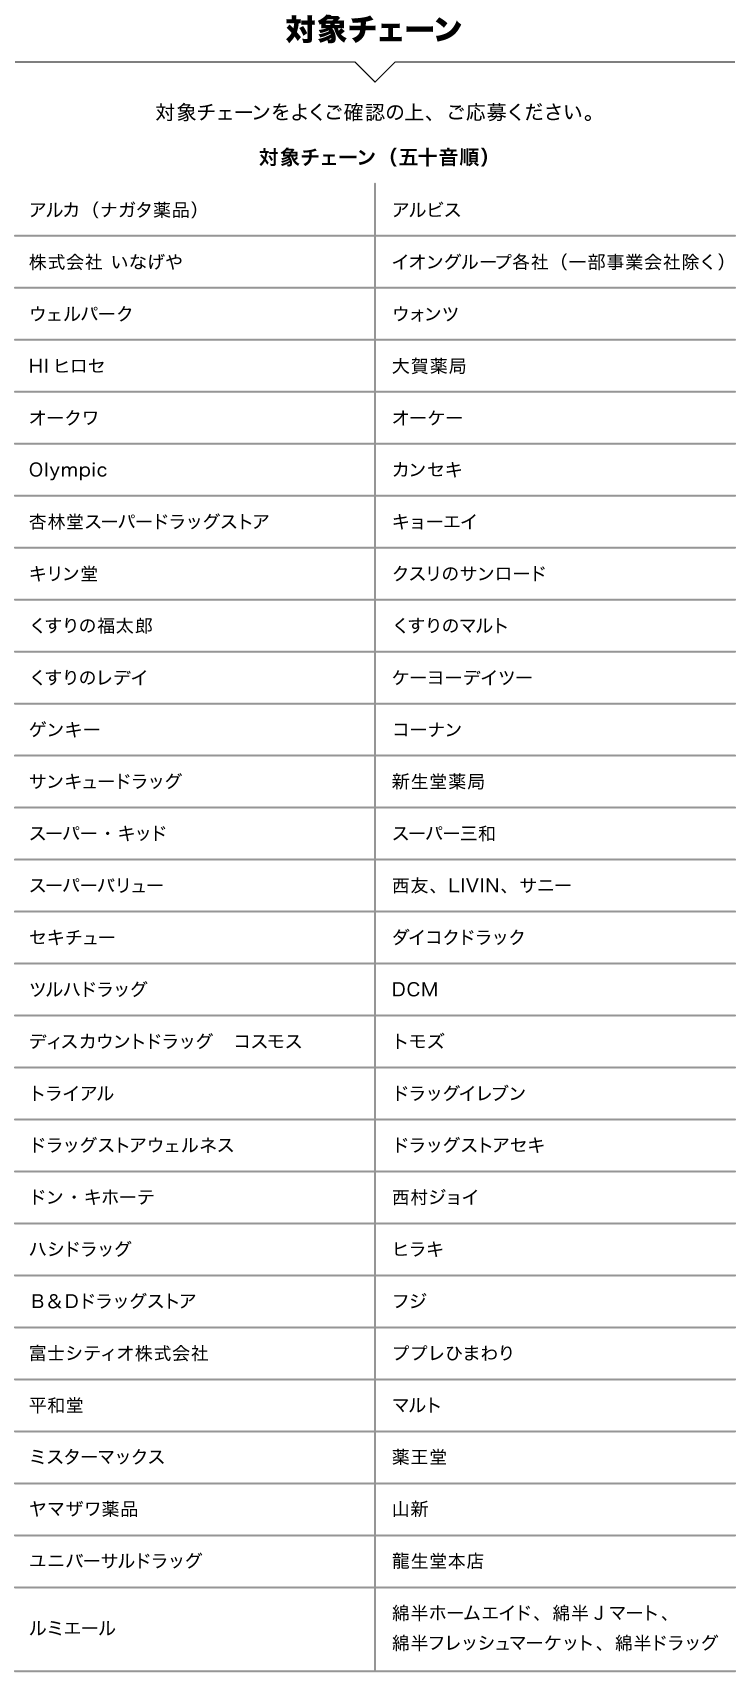 対象チェーン
対象チェーンをよくご確認の上、ご応募ください。
対象チェーン（五十音順）
アルカ（ナガタ薬品）
アルビス
株式会社 いなげや
イオングループ各社（一部事業会社除く）
ウェルパーク
ウォンツ
HI ヒロセ
大賀薬局
オークワ
オーケー
Olympic
カンセキ
杏林堂スーパードラッグストア
キョーエイ
キリン堂
クスリのサンロード
くすりの福太郎
くすりのマルト
くすりのレデイ
ケーヨーデイツー
ゲンキー
コーナン
サンキュードラッグ
新生堂薬局
スーパー・キッド
スーパー三和
スーパーバリュー
西友、LIVIN、サニー
セキチュー
ダイコクドラック
ツルハドラッグ
DCM
ディスカウントドラッグ　コスモス
トモズ
トライアル
ドラッグイレブン
ドラッグストアウェルネス
ドラッグストアセキ
ドン・キホーテ
西村ジョイ
ハシドラッグ
ヒラキ
B＆Dドラッグストア
フジ
富士シティオ株式会社
ププレひまわり
平和堂
マルト
ミスターマックス
薬王堂
ヤマザワ薬品
山新
ユニバーサルドラッグ
龍生堂本店
ルミエール
綿半ホームエイド、綿半 J マート、
綿半フレッシュマーケット、綿半ドラッグ